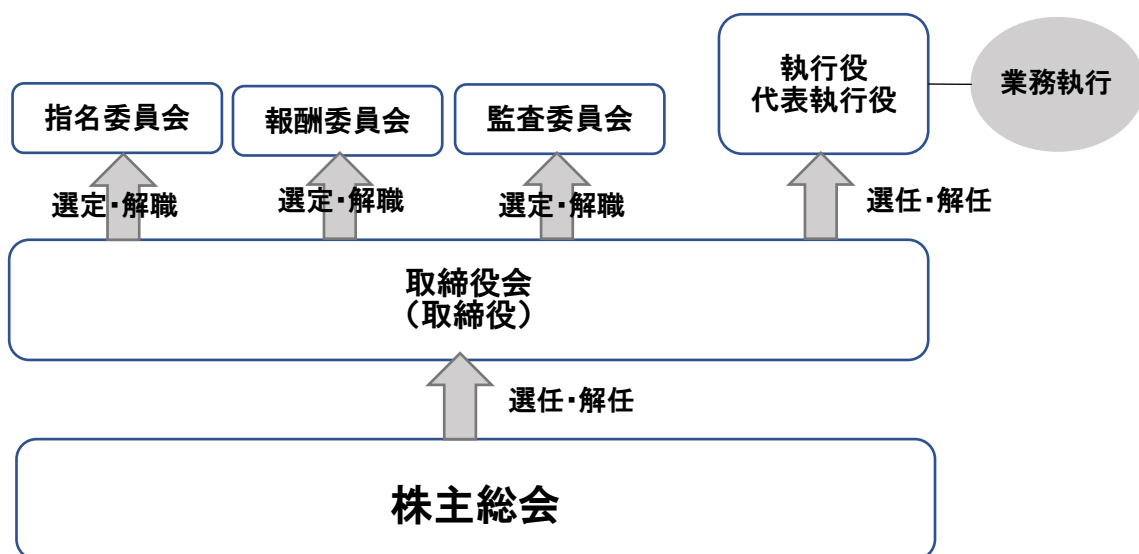 執行役
代表執行役
業務執行
指名委員会
報酬委員会
監査委員会
選定・解職
選定・解職
選定・解職
選任・解任
取締役会
(取締役)
選任・解任
株主総会